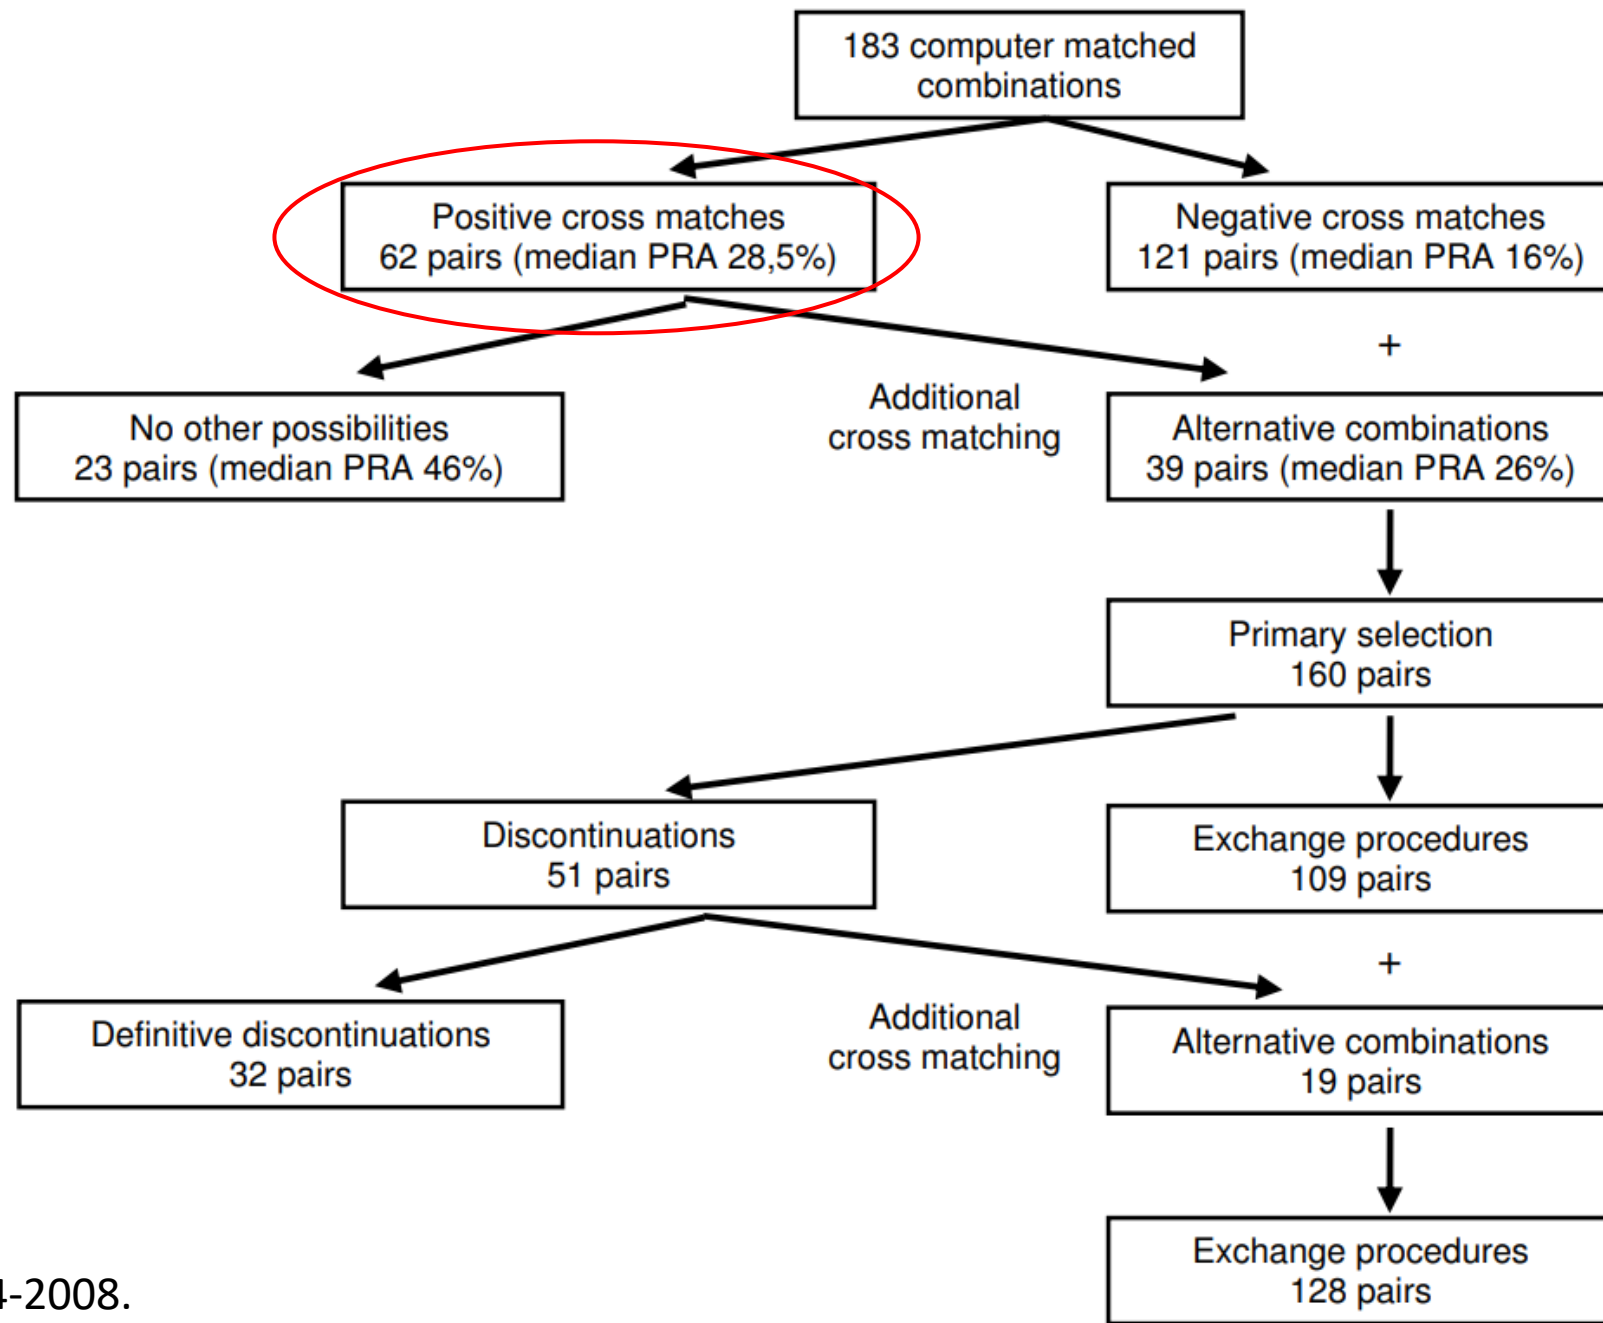 183 computer matched
combinations
Positive cross matches
62 pairs (median PRA 28,5%)
Negative cross matches
121 pairs (median PRA 16%)
+
No other possibilities
23 pairs (median PRA 46%)
Additional
cross matching
Alternative combinations
39 pairs (median PRA 26%)
Primary selection
160 pairs
Discontinuations
51 pairs
Exchange procedures
109 pairs
+
Definitive discontinuations
32 pairs
Additional
cross matching
Alternative combinations
19 pairs
Exchange procedures
128 pairs
4-2008.